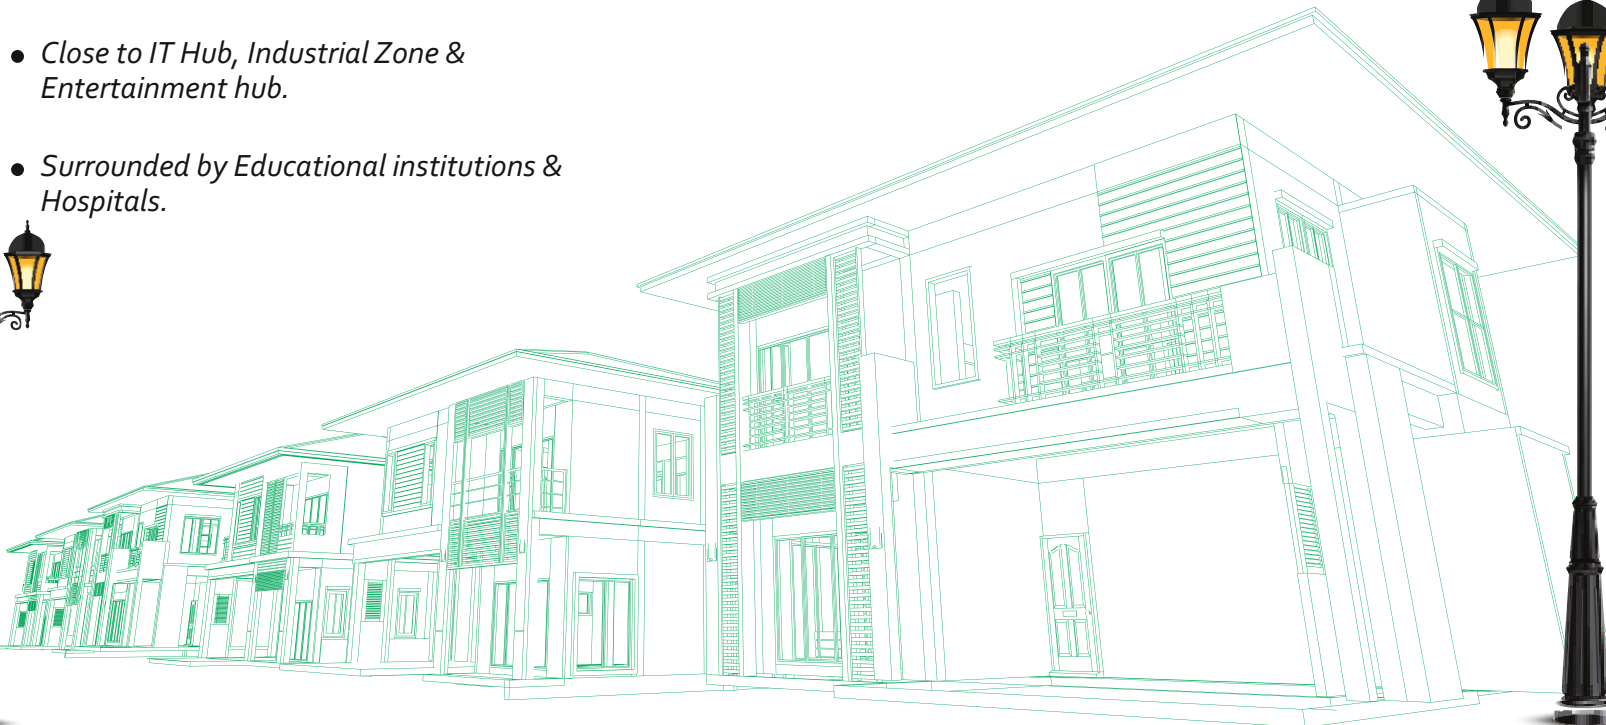 • Close to IT Hub, Industrial Zone &
Entertainment hub.
• Surrounded by Educational institutions &
Hospitals.